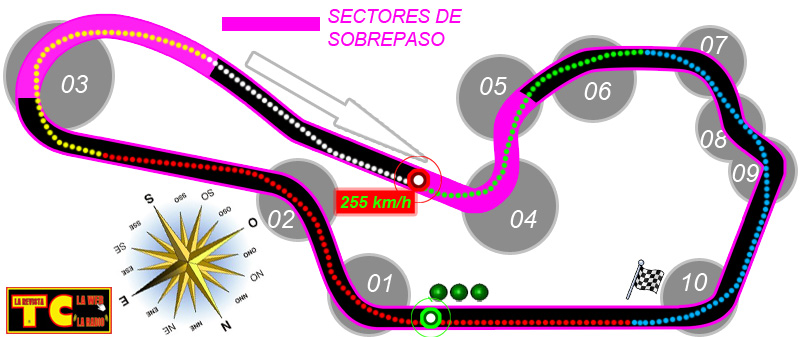 SECTORES DE
SOBREPASO
03
05
06
07
08
09
04
255 km/h
02
01
10
S
SSO
SO
OSO
O
ONO
NO
NNO
N
NNE
NE
ENE
E
ESE
SE
SSE
LA REVISTA
TC
LA WEB
LA RADIO